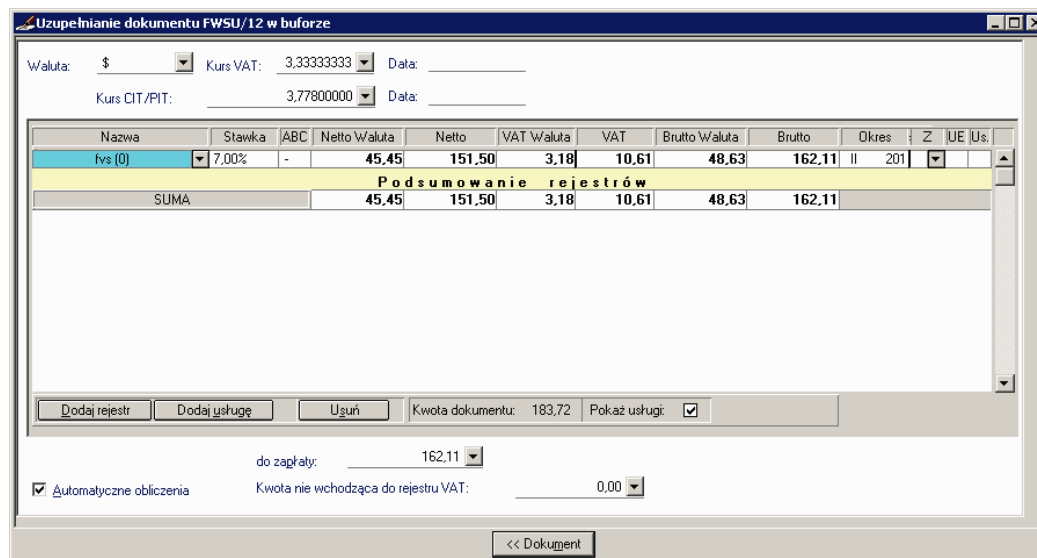 Uzupełnianie dokumentu FWSU/12 w buforze
Waluta: $ Kurs VAT: 3,33333333 Data:
Kurs CIT/PIT: 3,77800000 Data:
Nazwa Stawka ABC Netto Waluta Netto VAT Waluta VAT Brutto Waluta Brutto Okres Z UE Us.
fvs (0) 7,00% - 45,45 151,50 3,18 10,61 48,63 162,11 II 201
Podsumowanie rejestrów
SUMA 45,45 151,50 3,18 10,61 48,63 162,11
Dodaj rejestr Dodaj usługę Usuń Kwota dokumentu: 183,72 Pokaż usługi:
do zapłaty: 162,11
Automatyczne obliczenia Kwota nie wchodząca do rejestru VAT: 0,00
<< Dokument